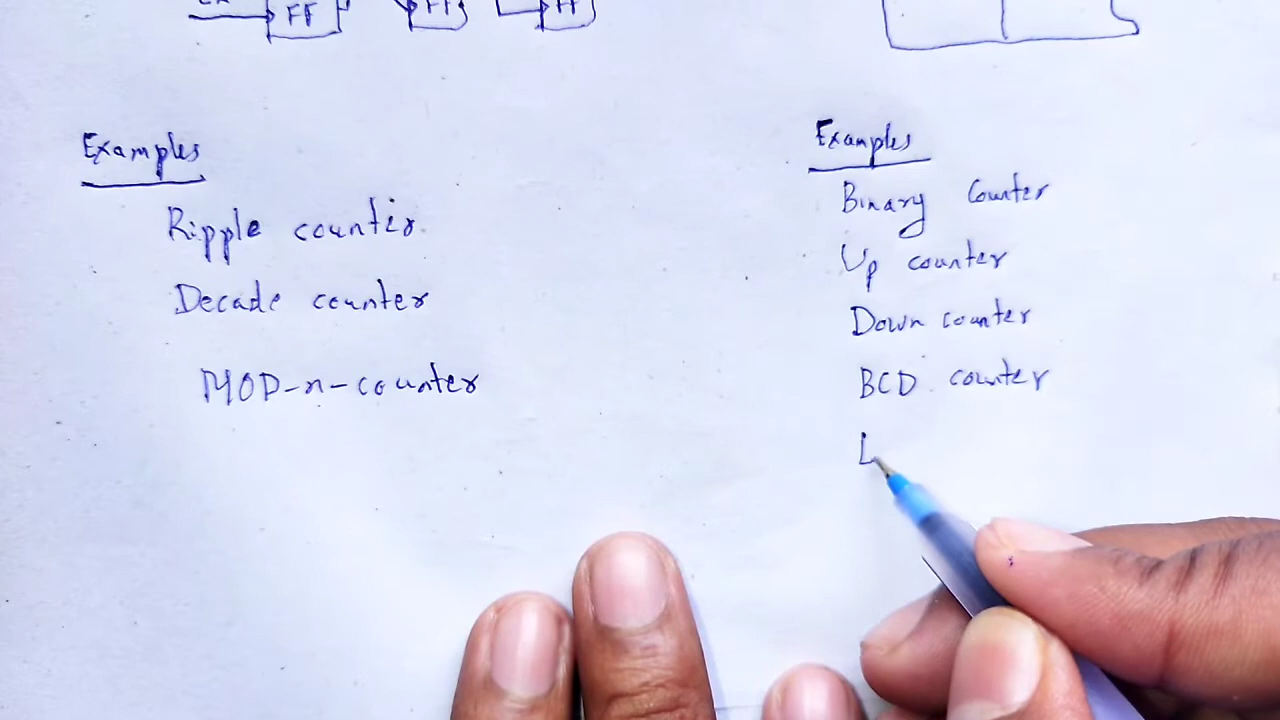 FF FF FF
Examples
Ripple counter
Decade counter
MOD-n-counter
Examples
Binary Counter
Up counter
Down counter
BCD counter
L